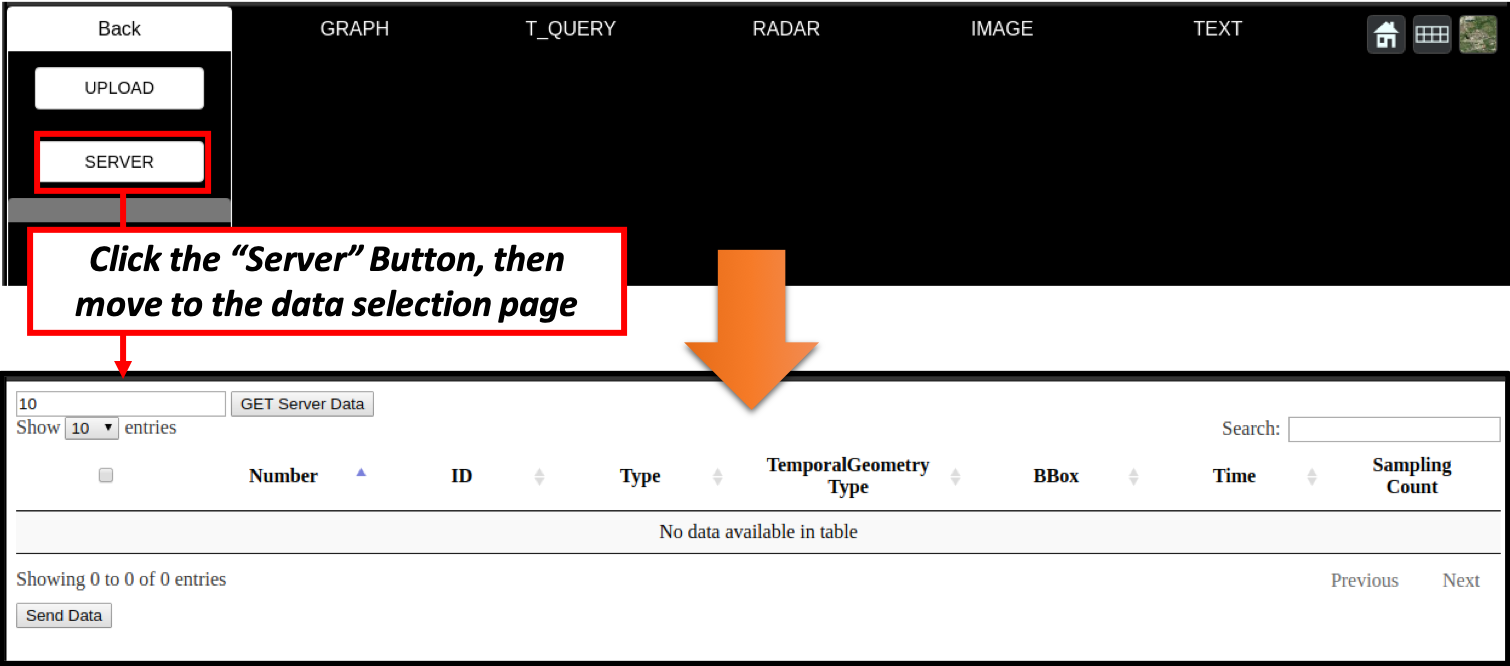 Back GRAPH T_QUERY RADAR IMAGE TEXT
UPLOAD
SERVER
Click the “Server” Button, then
move to the data selection page
10 GET Server Data
Show 10 entries Search:
Number ID Type TemporalGeometry Type BBox Time Sampling Count
No data available in table
Showing 0 to 0 of 0 entries Previous Next
Send Data